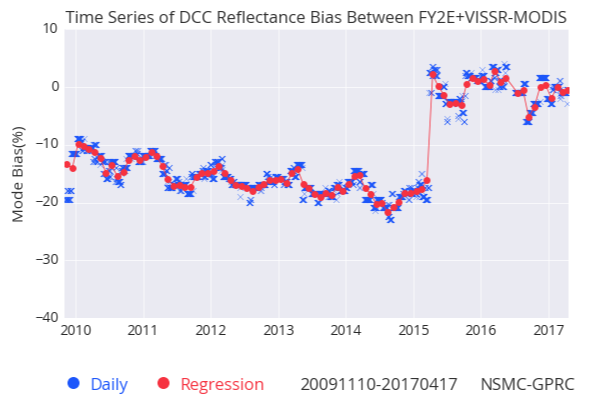 Time Series of DCC Reflectance Bias Between FY2E+VISSR-MODIS
10
0
−10
−20
−30
−40
Mode Bias(%)
2010 2011 2012 2013 2014 2015 2016 2017
Daily Regression 20091110-20170417 NSMC-GPRC